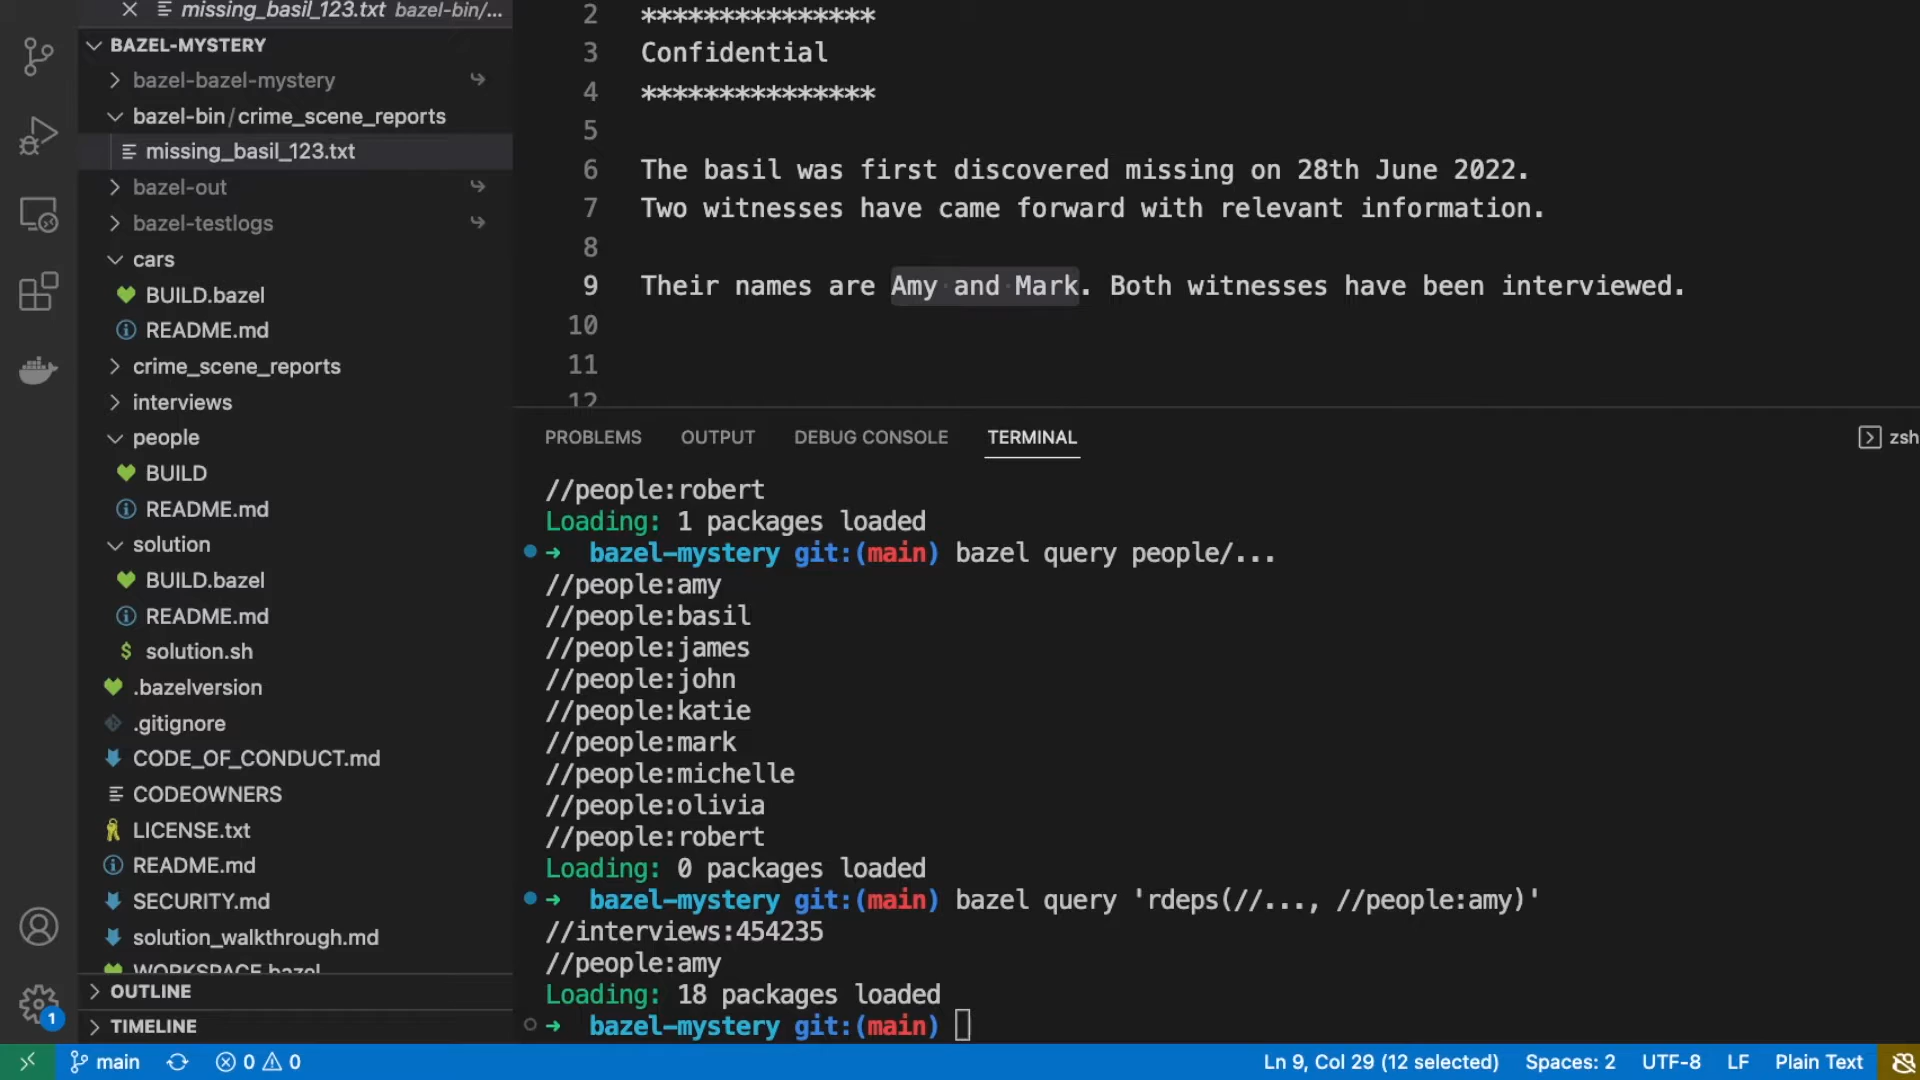 missing_basil_123.txt bazel-bin/...
BAZEL-MYSTERY
bazel-bazel-mystery
bazel-bin/crime_scene_reports
missing_basil_123.txt
bazel-out
bazel-testlogs
cars
BUILD.bazel
README.md
crime_scene_reports
interviews
people
BUILD
README.md
solution
BUILD.bazel
README.md
$ solution.sh
.bazelversion
.gitignore
CODE_OF_CONDUCT.md
CODEOWNERS
LICENSE.txt
README.md
SECURITY.md
solution_walkthrough.md
WORKSPACE.bazel
OUTLINE
TIMELINE
1
2 ***************
3 Confidential
4 ***************
5
6 The basil was first discovered missing on 28th June 2022.
7 Two witnesses have came forward with relevant information.
8
9 Their names are Amy and Mark. Both witnesses have been interviewed.
10
11
12
PROBLEMS OUTPUT DEBUG CONSOLE TERMINAL zsh
//people:robert
Loading: 1 packages loaded
➜ bazel-mystery git:(main) bazel query people/...
//people:amy
//people:basil
//people:james
//people:john
//people:katie
//people:mark
//people:michelle
//people:olivia
//people:robert
Loading: 0 packages loaded
➜ bazel-mystery git:(main) bazel query 'rdeps(//..., //people:amy)'
//interviews:454235
//people:amy
Loading: 18 packages loaded
➜ bazel-mystery git:(main)
main 0 0 Ln 9, Col 29 (12 selected) Spaces: 2 UTF-8 LF Plain Text